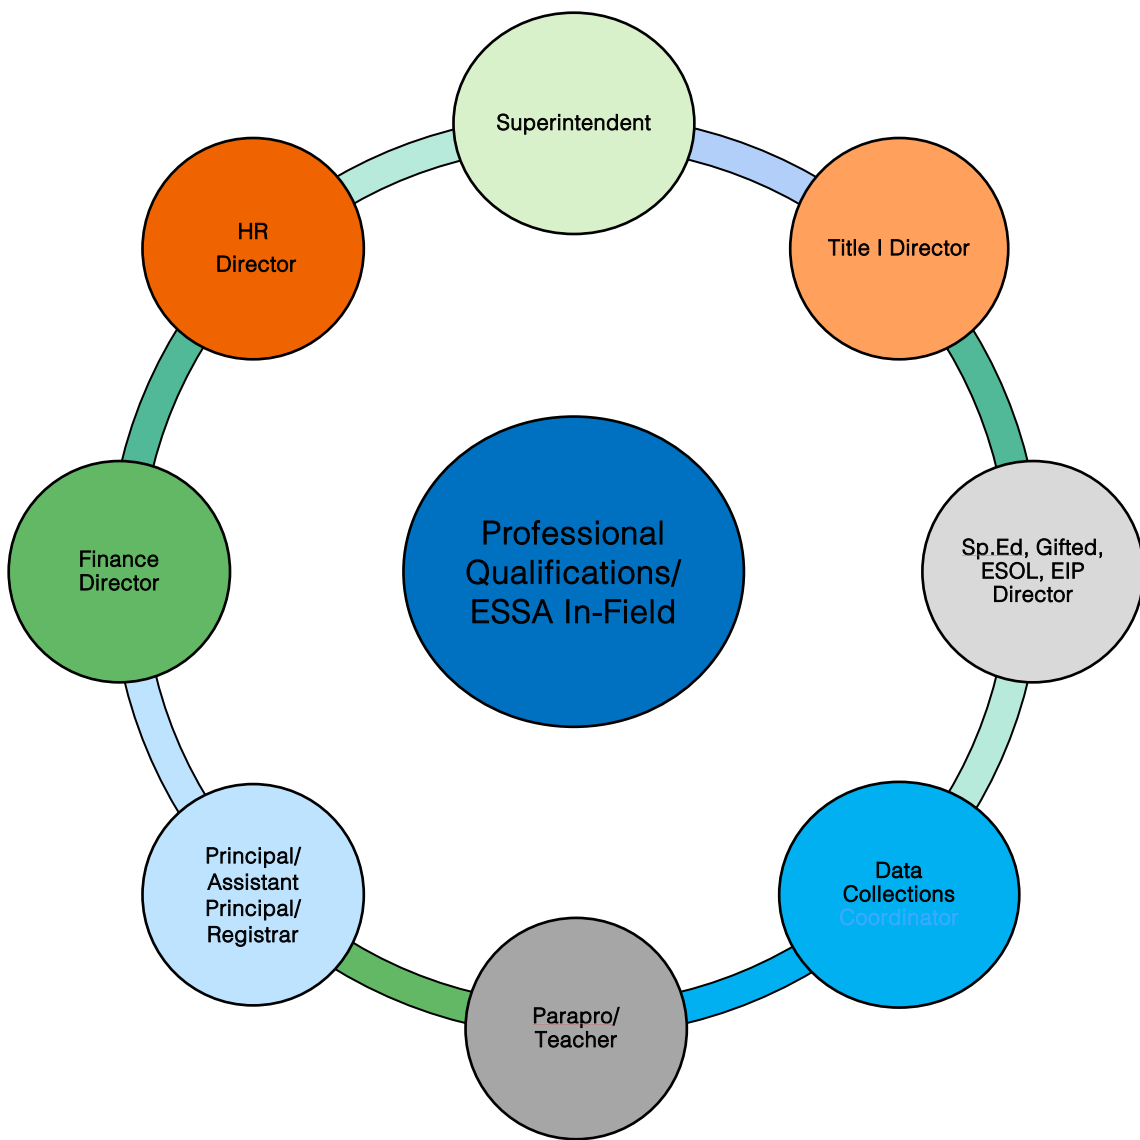 Superintendent
HR
Director
Title I Director
Professional
Qualifications/
ESSA In-Field
Finance
Director
Sp.Ed, Gifted,
ESOL, EIP
Director
Principal/
Assistant
Principal/
Registrar
Data
Collections
Coordinator
Parapro/
Teacher